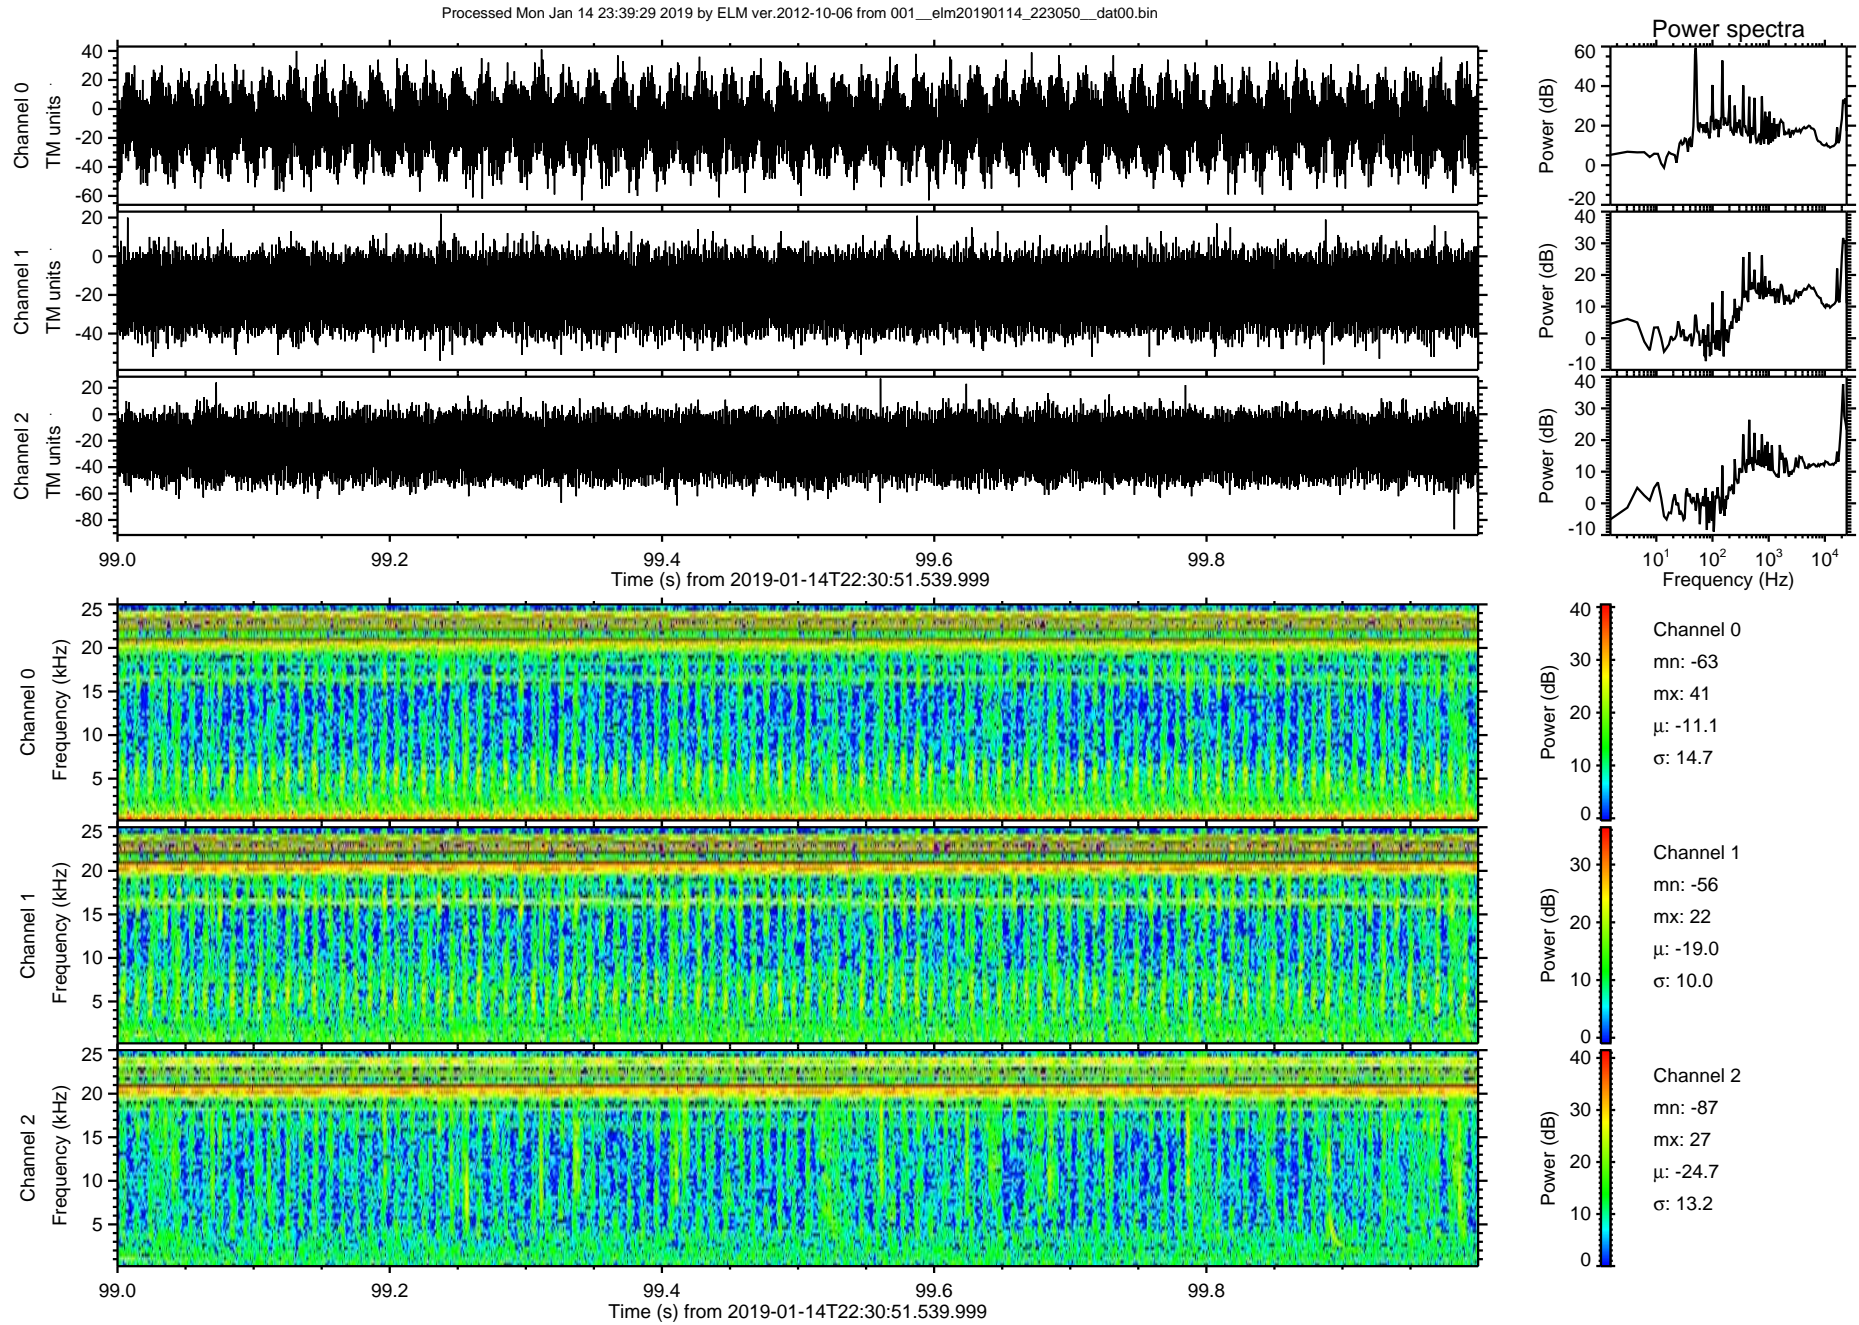 Processed Mon Jan 14 23:39:29 2019 by ELM ver.2012-10-06 from 001__elm20190114_223050__dat00.bin
Power spectra
Channel 0
TM units
40
20
0
-20
-40
-60
Power (dB)
60
40
20
0
-20
Channel 1
TM units
20
0
-20
-40
Power (dB)
40
30
20
10
0
-10
Channel 2
TM units
20
0
-20
-40
-60
-80
Power (dB)
40
30
20
10
0
-10
99.0 99.2 99.4 99.6 99.8
Time (s) from 2019-01-14T22:30:51.539.999
10¹ 10² 10³ 10⁴
Frequency (Hz)
Channel 0
Frequency (kHz)
25
20
15
10
5
Power (dB)
40
30
20
10
0
Channel 0
mn: -63
mx: 41
μ: -11.1
σ: 14.7
Channel 1
Frequency (kHz)
25
20
15
10
5
Power (dB)
30
20
10
0
Channel 1
mn: -56
mx: 22
μ: -19.0
σ: 10.0
Channel 2
Frequency (kHz)
25
20
15
10
5
Power (dB)
40
30
20
10
0
Channel 2
mn: -87
mx: 27
μ: -24.7
σ: 13.2
99.0 99.2 99.4 99.6 99.8
Time (s) from 2019-01-14T22:30:51.539.999